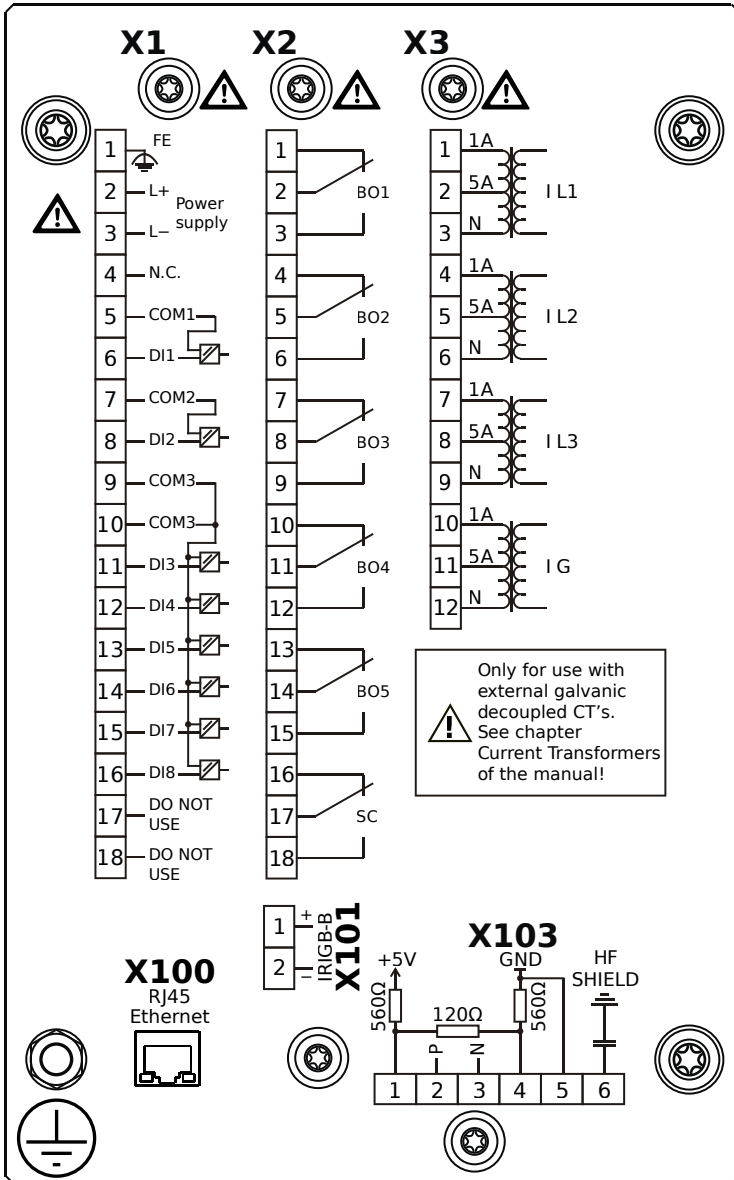 X1
X2
X3
1 FE
2 L+
Power
supply
3 L−
4 N.C.
5 COM1
6 DI1
7 COM2
8 DI2
9 COM3
10 COM3
11 DI3
12 DI4
13 DI5
14 DI6
15 DI7
16 DI8
17 DO NOT
USE
18 DO NOT
USE
1
2 BO1
3
4
5 BO2
6
7
8 BO3
9
10
11 BO4
12
13
14 BO5
15
16
17 SC
18
1 1A
2 5A I L1
3 N
4 1A
5 5A I L2
6 N
7 1A
8 5A I L3
9 N
10 1A
11 5A I G
12 N
Only for use with
external galvanic
decoupled CT's.
See chapter
Current Transformers
of the manual!
X100
RJ45
Ethernet
1 +
2 −
IRIGB-B
X101
X103
+5V
GND
HF
SHIELD
560Ω
120Ω
560Ω
P
N
1 2 3 4 5 6